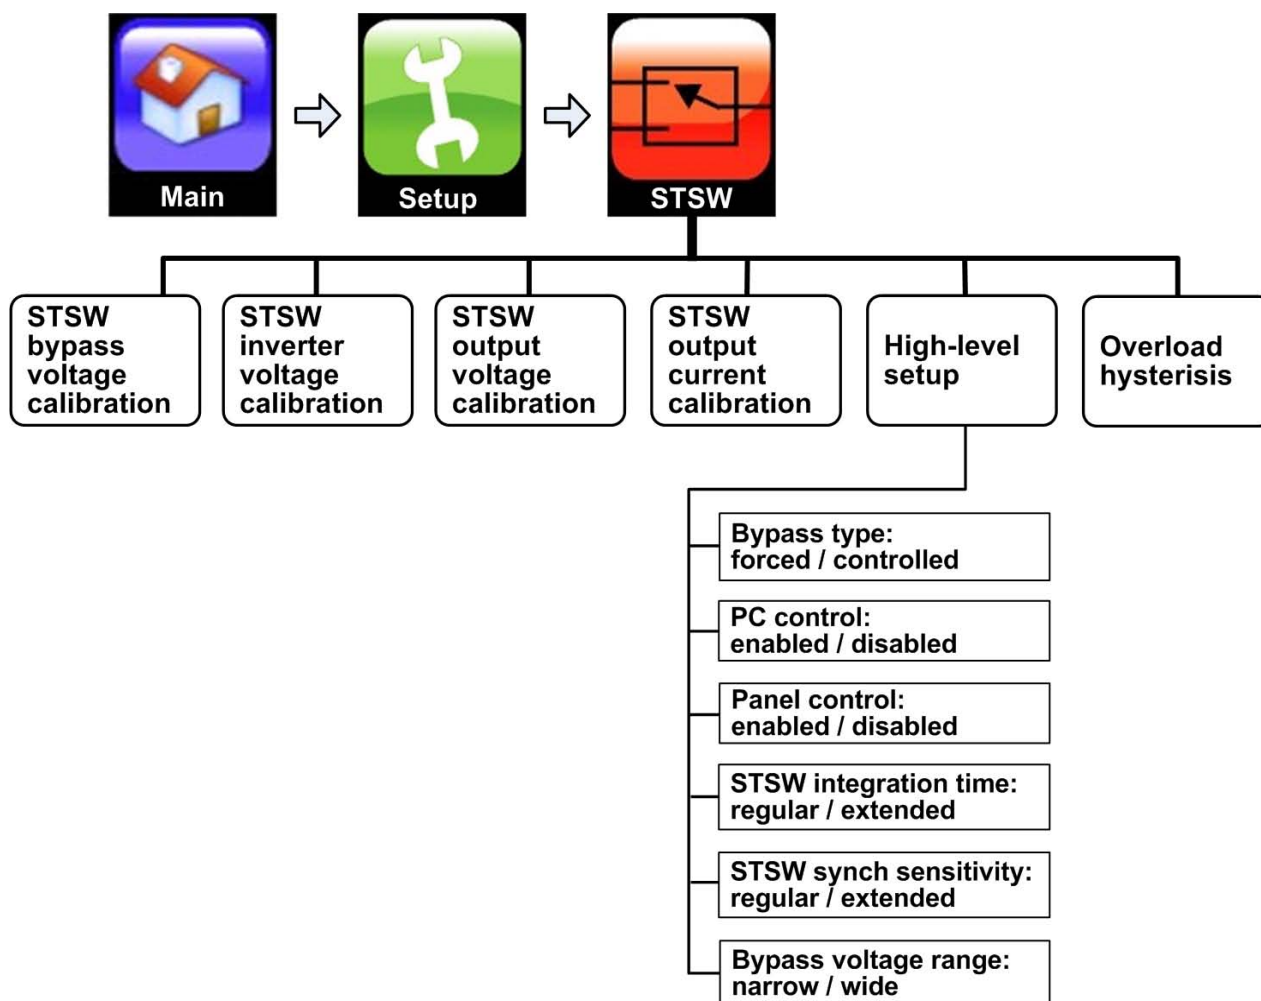 Main
Setup
STSW
STSW
bypass
voltage
calibration
STSW
inverter
voltage
calibration
STSW
output
voltage
calibration
STSW
output
current
calibration
High-level
setup
Overload
hysterisis
Bypass type:
forced / controlled
PC control:
enabled / disabled
Panel control:
enabled / disabled
STSW integration time:
regular / extended
STSW synch sensitivity:
regular / extended
Bypass voltage range:
narrow / wide